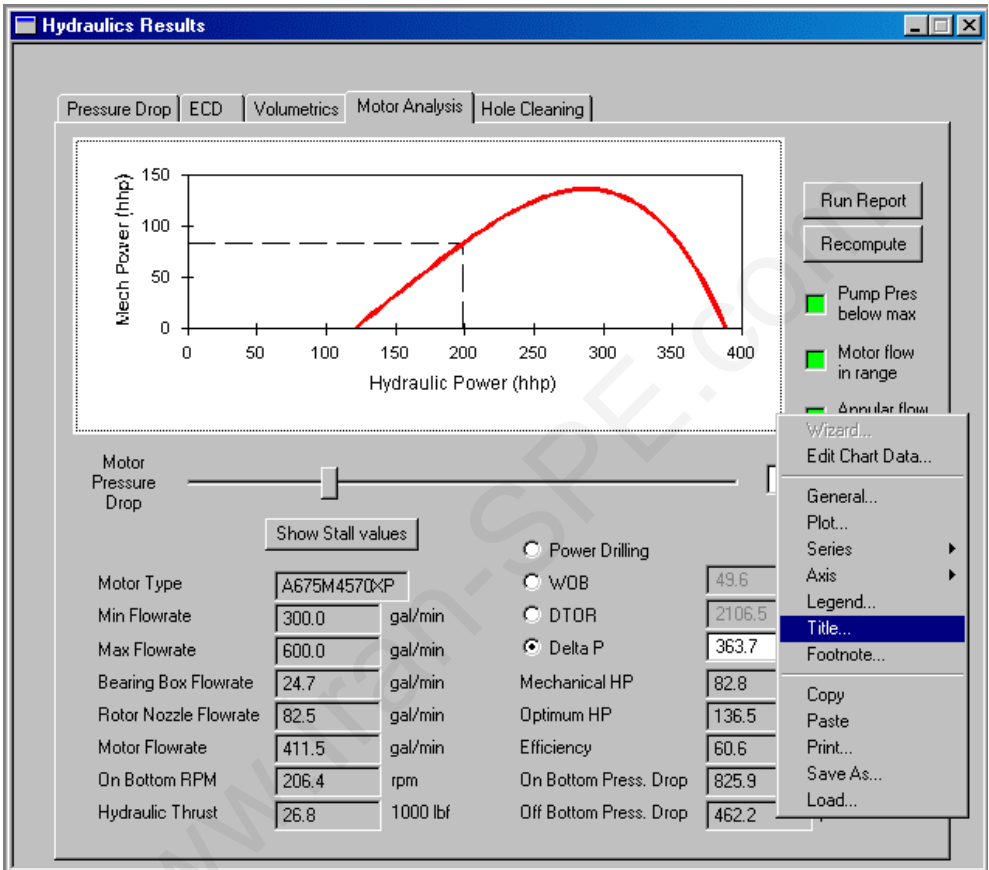 Hydraulics Results
Pressure Drop ECD Volumetrics Motor Analysis Hole Cleaning
Mech Power (hhp)
150
100
50
0
0 50 100 150 200 250 300 350 400
Hydraulic Power (hhp)
Run Report
Recompute
Pump Pres
below max
Motor flow
in range
Annular flow
Motor
Pressure
Drop
Show Stall values
Motor Type A675M4570XP
Min Flowrate 300.0 gal/min
Max Flowrate 600.0 gal/min
Bearing Box Flowrate 24.7 gal/min
Rotor Nozzle Flowrate 82.5 gal/min
Motor Flowrate 411.5 gal/min
On Bottom RPM 206.4 rpm
Hydraulic Thrust 26.8 1000 lbf
Power Drilling
WOB 49.6
DTOR 2106.5
Delta P 363.7
Mechanical HP 82.8
Optimum HP 136.5
Efficiency 60.6
On Bottom Press. Drop 825.9
Off Bottom Press. Drop 462.2
Wizard...
Edit Chart Data...
General...
Plot...
Series
Axis
Legend...
Title...
Footnote...
Copy
Paste
Print...
Save As...
Load...
www.Iran-SPE.com